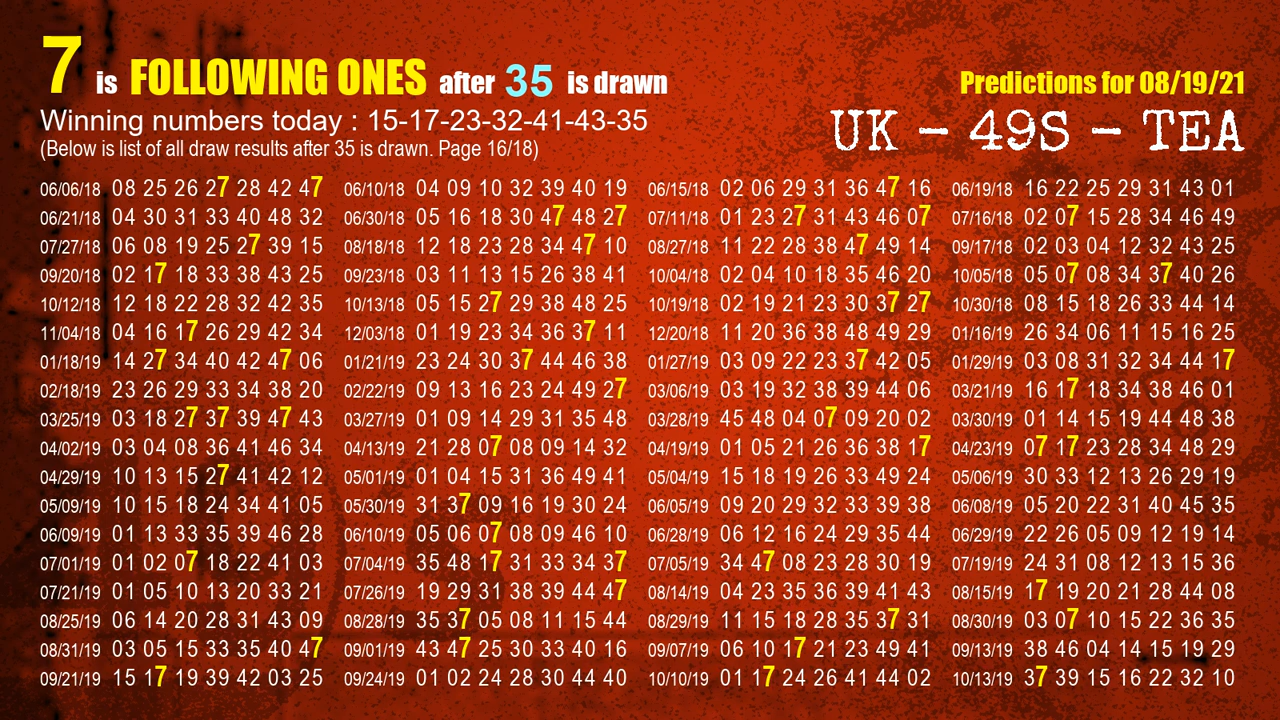 7 is FOLLOWING ONES after 35 is drawn
Predictions for 08/19/21
Winning numbers today : 15-17-23-32-41-43-35
UK - 49S - TEA
(Below is list of all draw results after 35 is drawn. Page 16/18)
06/06/18 08 25 26 27 28 42 47 06/10/18 04 09 10 32 39 40 19 06/15/18 02 06 29 31 36 47 16 06/19/18 16 22 25 29 31 43 01
06/21/18 04 30 31 33 40 48 32 06/30/18 05 16 18 30 47 48 27 07/11/18 01 23 27 31 43 46 07 07/16/18 02 07 15 28 34 46 49
07/27/18 06 08 19 25 27 39 15 08/18/18 12 18 23 28 34 47 10 08/27/18 11 22 28 38 47 49 14 09/17/18 02 03 04 12 32 43 25
09/20/18 02 17 18 33 38 43 25 09/23/18 03 11 13 15 26 38 41 10/04/18 02 04 10 18 35 46 20 10/05/18 05 07 08 34 37 40 26
10/12/18 12 18 22 28 32 42 35 10/13/18 05 15 27 29 38 48 25 10/19/18 02 19 21 23 30 37 27 10/30/18 08 15 18 26 33 44 14
11/04/18 04 16 17 26 29 42 34 12/03/18 01 19 23 34 36 37 11 12/20/18 11 20 36 38 48 49 29 01/16/19 26 34 06 11 15 16 25
01/18/19 14 27 34 40 42 47 06 01/21/19 23 24 30 37 44 46 38 01/27/19 03 09 22 23 37 42 05 01/29/19 03 08 31 32 34 44 17
02/18/19 23 26 29 33 34 38 20 02/22/19 09 13 16 23 24 49 27 03/06/19 03 19 32 38 39 44 06 03/21/19 16 17 18 34 38 46 01
03/25/19 03 18 27 37 39 47 43 03/27/19 01 09 14 29 31 35 48 03/28/19 45 48 04 07 09 20 02 03/30/19 01 14 15 19 44 48 38
04/02/19 03 04 08 36 41 46 34 04/13/19 21 28 07 08 09 14 32 04/19/19 01 05 21 26 36 38 17 04/23/19 07 17 23 28 34 48 29
04/29/19 10 13 15 27 41 42 12 05/01/19 01 04 15 31 36 49 41 05/04/19 15 18 19 26 33 49 24 05/06/19 30 33 12 13 26 29 19
05/09/19 10 15 18 24 34 41 05 05/30/19 31 37 09 16 19 30 24 06/05/19 09 20 29 32 33 39 38 06/08/19 05 20 22 31 40 45 35
06/09/19 01 13 33 35 39 46 28 06/10/19 05 06 07 08 09 46 10 06/28/19 06 12 16 24 29 35 44 06/29/19 22 26 05 09 12 19 14
07/01/19 01 02 07 18 22 41 03 07/04/19 35 48 17 31 33 34 37 07/05/19 34 47 08 23 28 30 19 07/19/19 24 31 08 12 13 15 36
07/21/19 01 05 10 13 20 33 21 07/26/19 19 29 31 38 39 44 47 08/14/19 04 23 35 36 39 41 43 08/15/19 17 19 20 21 28 44 08
08/25/19 06 14 20 28 31 43 09 08/28/19 35 37 05 08 11 15 44 08/29/19 11 15 18 28 35 37 31 08/30/19 03 07 10 15 22 36 35
08/31/19 03 05 15 33 35 40 47 09/01/19 43 47 25 30 33 40 16 09/07/19 06 10 17 21 23 49 41 09/13/19 38 46 04 14 15 19 29
09/21/19 15 17 19 39 42 03 25 09/24/19 01 02 24 28 30 44 40 10/10/19 01 17 24 26 41 44 02 10/13/19 37 39 15 16 22 32 10